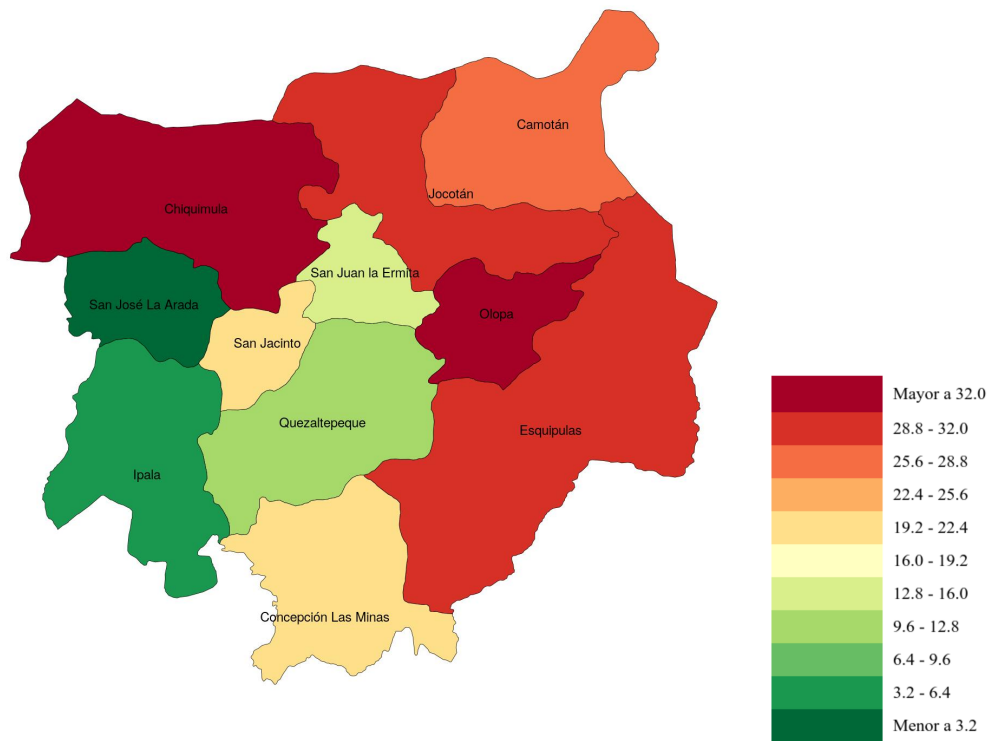 Camotán
Jocotán
Chiquimula
San Juan la Ermita
San José La Arada
Olopa
San Jacinto
Quezaltepeque
Esquipulas
Ipala
Concepción Las Minas
Mayor a 32.0
28.8 - 32.0
25.6 - 28.8
22.4 - 25.6
19.2 - 22.4
16.0 - 19.2
12.8 - 16.0
9.6 - 12.8
6.4 - 9.6
3.2 - 6.4
Menor a 3.2